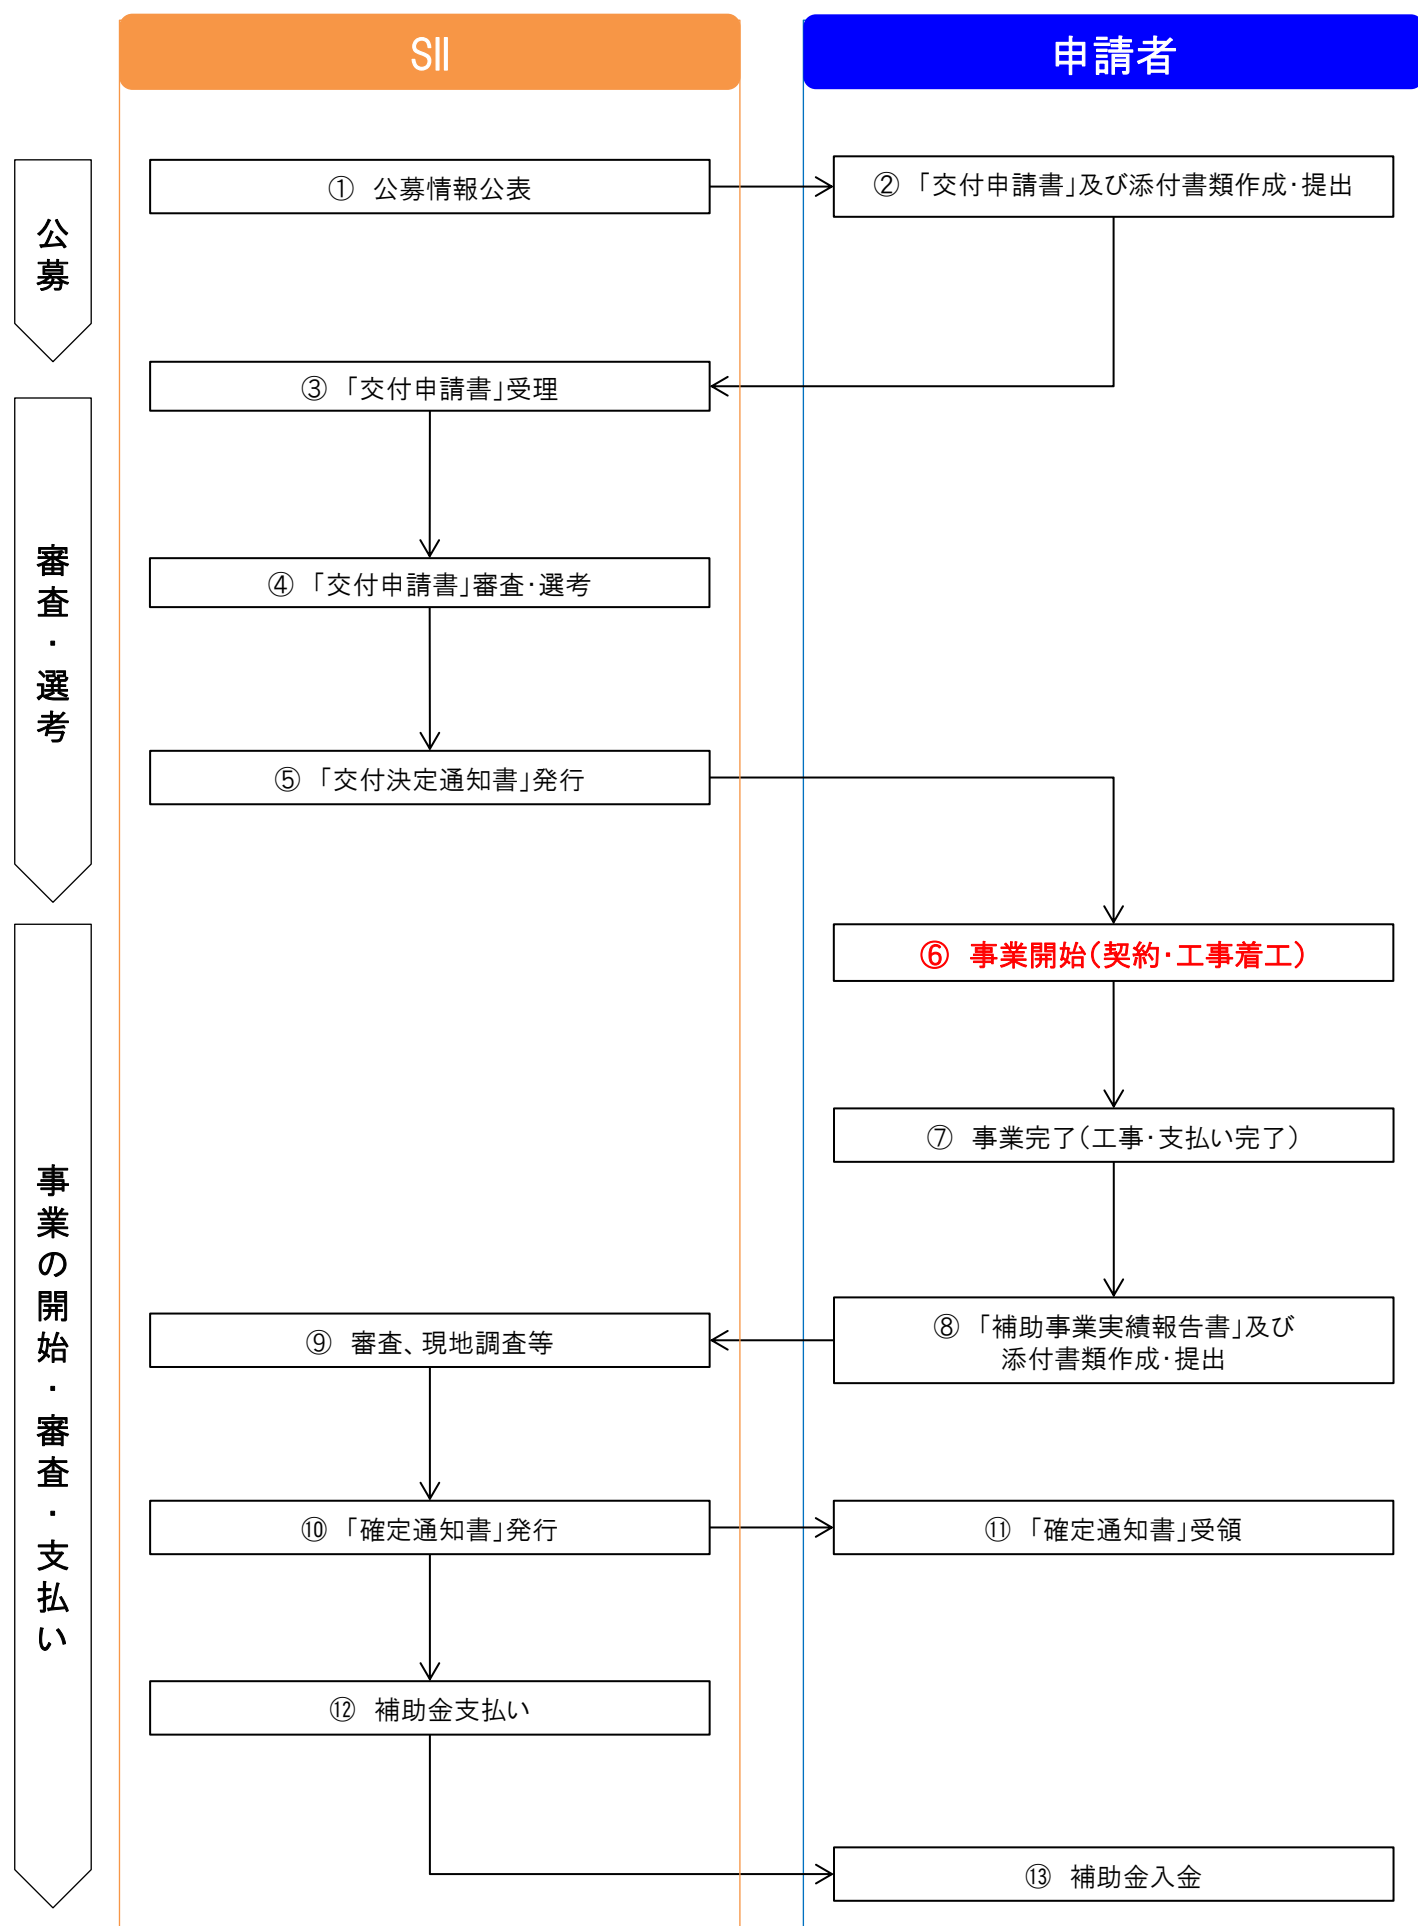 SII
申請者
公募
① 公募情報公表
② 「交付申請書」及び添付書類作成・提出
③ 「交付申請書」受理
審査・選考
④ 「交付申請書」審査・選考
⑤ 「交付決定通知書」発行
事業の開始・審査・支払い
⑥ 事業開始（契約・工事着工）
⑦ 事業完了（工事・支払い完了）
⑧ 「補助事業実績報告書」及び
添付書類作成・提出
⑨ 審査、現地調査等
⑩ 「確定通知書」発行
⑪ 「確定通知書」受領
⑫ 補助金支払い
⑬ 補助金入金